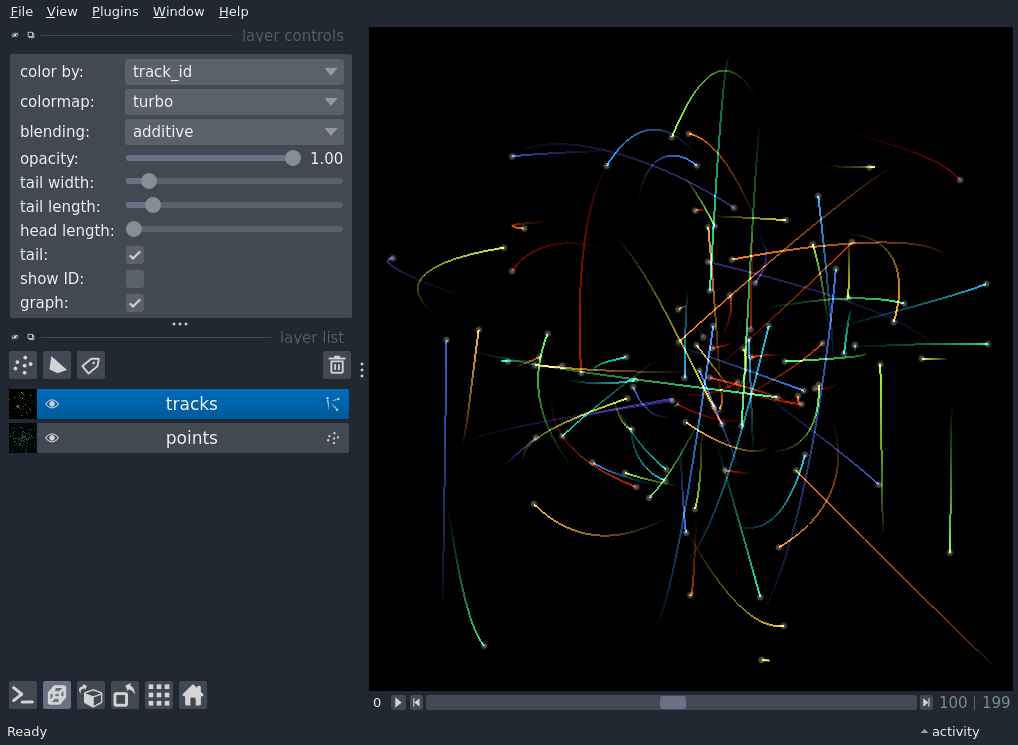 File View Plugins Window Help
layer controls
color by: track_id
colormap: turbo
blending: additive
opacity: 1.00
tail width:
tail length:
head length:
tail:
show ID:
graph:
layer list
tracks
points
0 100 | 199
Ready activity